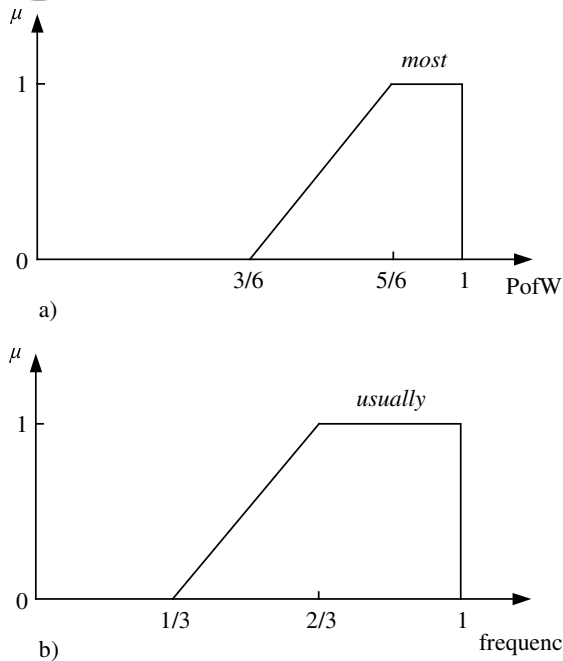 μ
most
1
0
3/6 5/6 1
PofW
a)
μ
usually
1
0
1/3 2/3 1
b)
frequenc